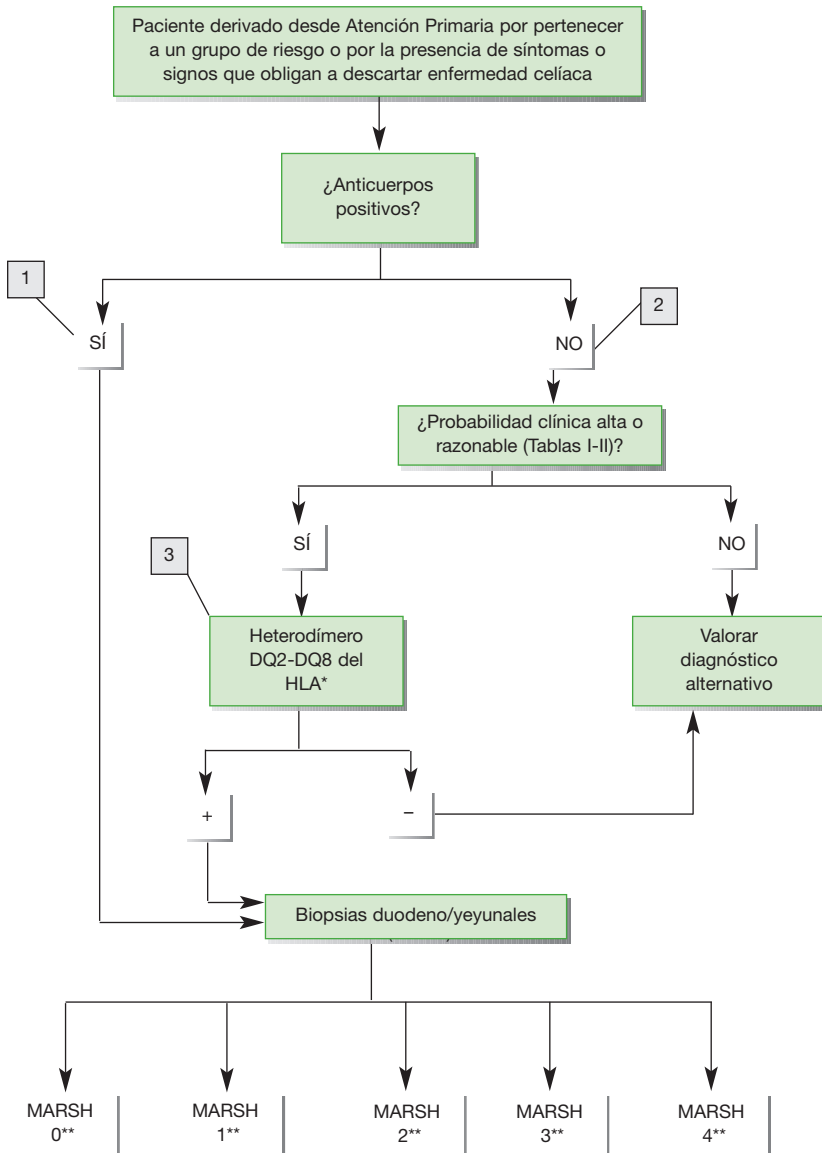 Paciente derivado desde Atención Primaria por pertenecer
a un grupo de riesgo o por la presencia de síntomas o
signos que obligan a descartar enfermedad celíaca
¿Anticuerpos
positivos?
1
SÍ
2
NO
¿Probabilidad clínica alta o
razonable (Tablas I-II)?
3
SÍ
NO
Heterodímero
DQ2-DQ8 del
HLA*
Valorar
diagnóstico
alternativo
+
–
Biopsias duodeno/yeyunales
MARSH
0**
MARSH
1**
MARSH
2**
MARSH
3**
MARSH
4**